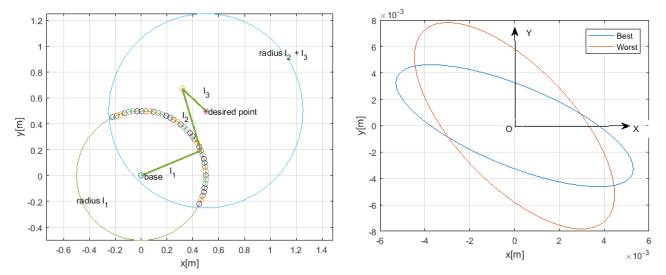 1.2
1
0.8
0.6
0.4
0.2
0
-0.2
-0.4
y[m]
-0.6 -0.4 -0.2 0 0.2 0.4 0.6 0.8 1 1.2 1.4
x[m]
radius l2 + l3
l3
desired point
l2
l1
base
radius l1
×10-3
8
6
4
2
0
-2
-4
-6
-8
y[m]
-6 -4 -2 0 2 4 6
x[m]
×10-3
Y
X
O
Best
Worst